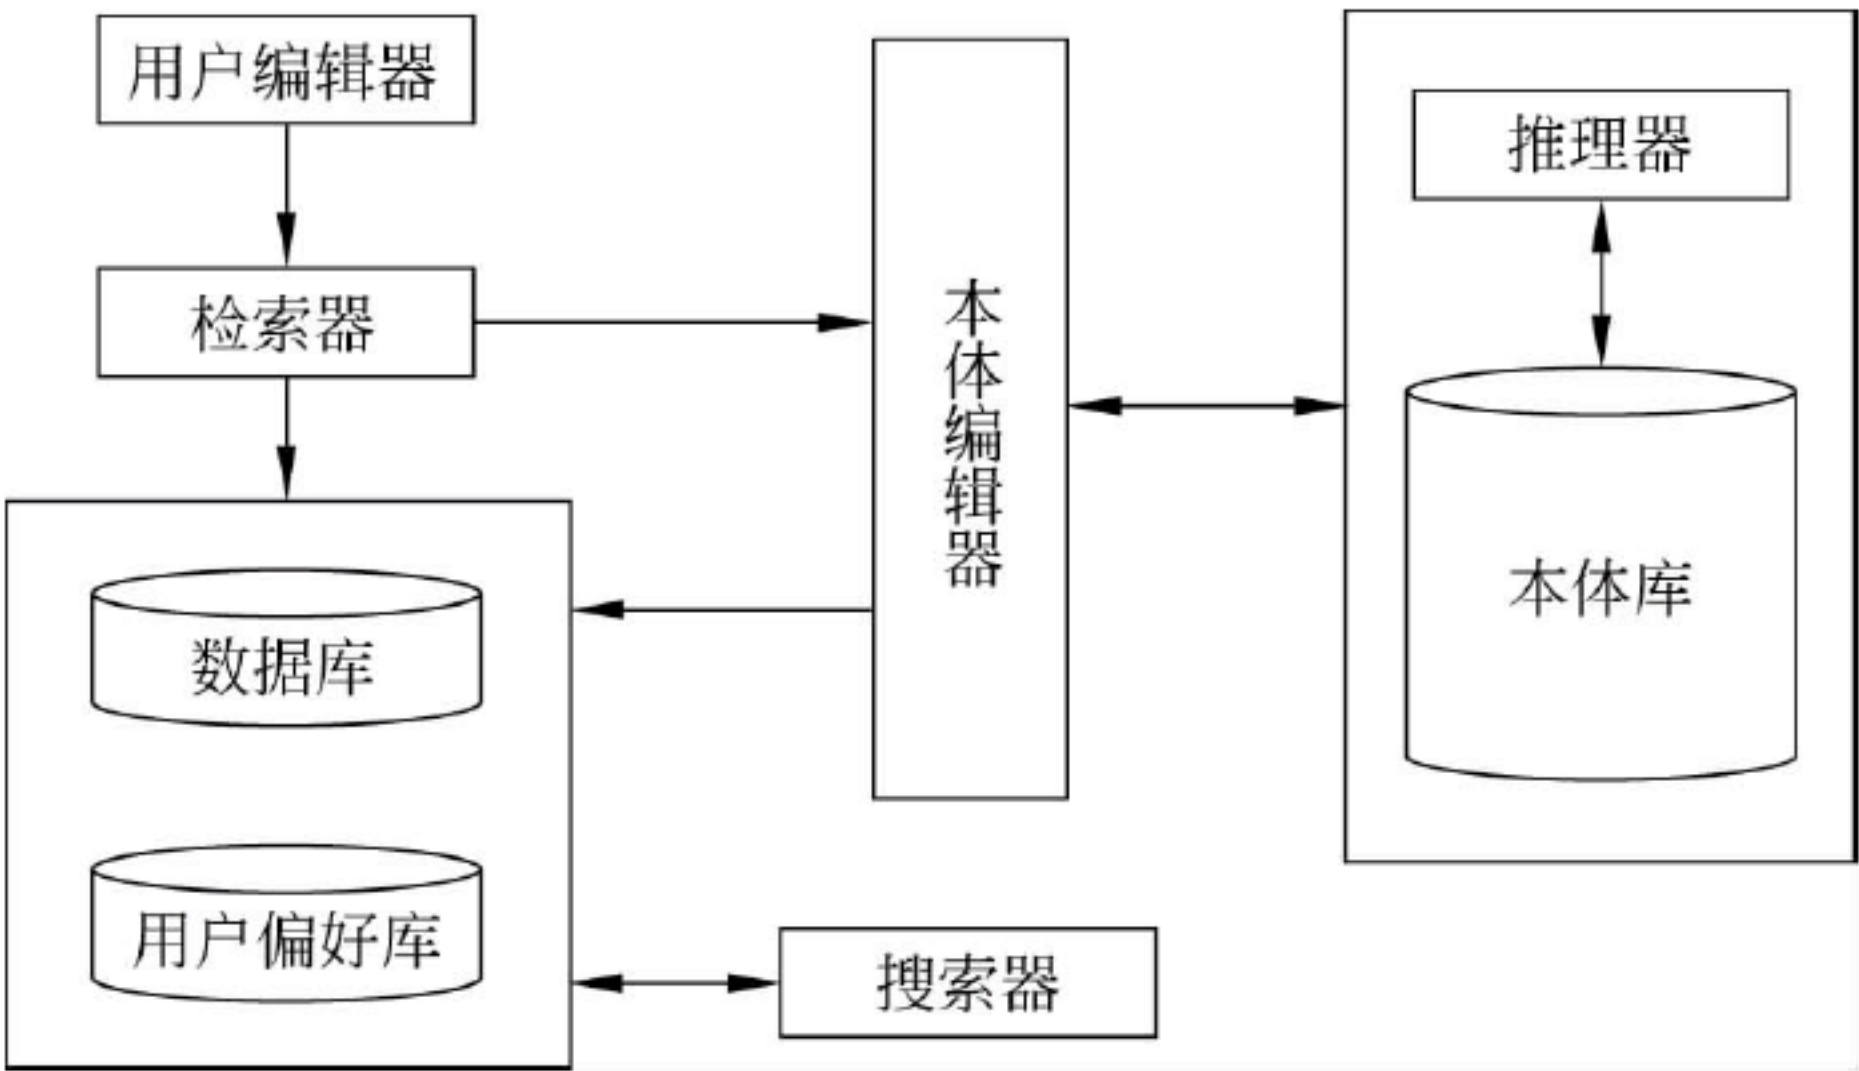 用户编辑器
推理器
检索器
本体编辑器
本体库
数据库
用户偏好库
搜索器